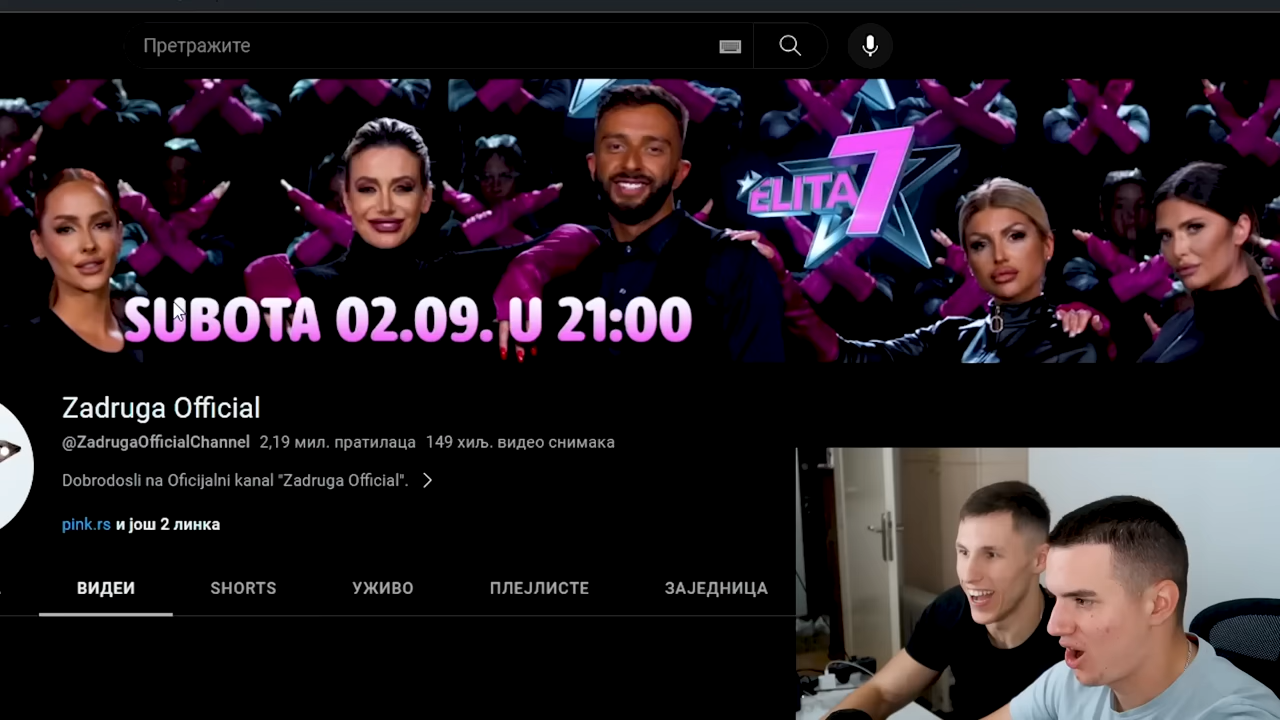 Претражите
ELITA 7
SUBOTA 02.09. U 21:00
Zadruga Official
@ZadrugaOfficialChannel 2,19 мил. пратилаца 149 хиљ. видео снимака
Dobrodosli na Oficijalni kanal "Zadruga Official".
pink.rs и још 2 линка
ВИДЕИ SHORTS УЖИВО ПЛЕЈЛИСТЕ ЗАЈЕДНИЦА